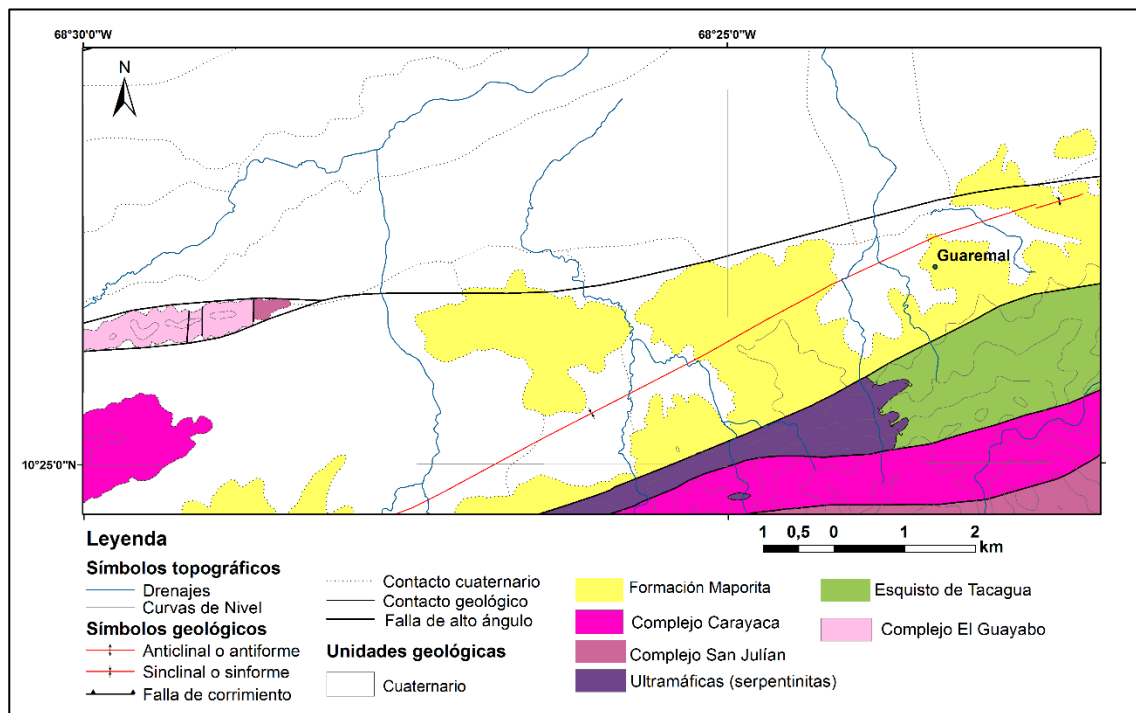 68°30'0"W
68°25'0"W
N
Guaremal
10°25'0"N
1 0,5 0 1 2
km
Leyenda
Símbolos topográficos
Drenajes
Curvas de Nivel
Símbolos geológicos
Anticlinal o antiforme
Sinclinal o sinforme
Falla de corrimiento
Contacto cuaternario
Contacto geológico
Falla de alto ángulo
Unidades geológicas
Cuaternario
Formación Maporita
Complejo Carayaca
Complejo San Julían
Ultramáficas (serpentinitas)
Esquisto de Tacagua
Complejo El Guayabo